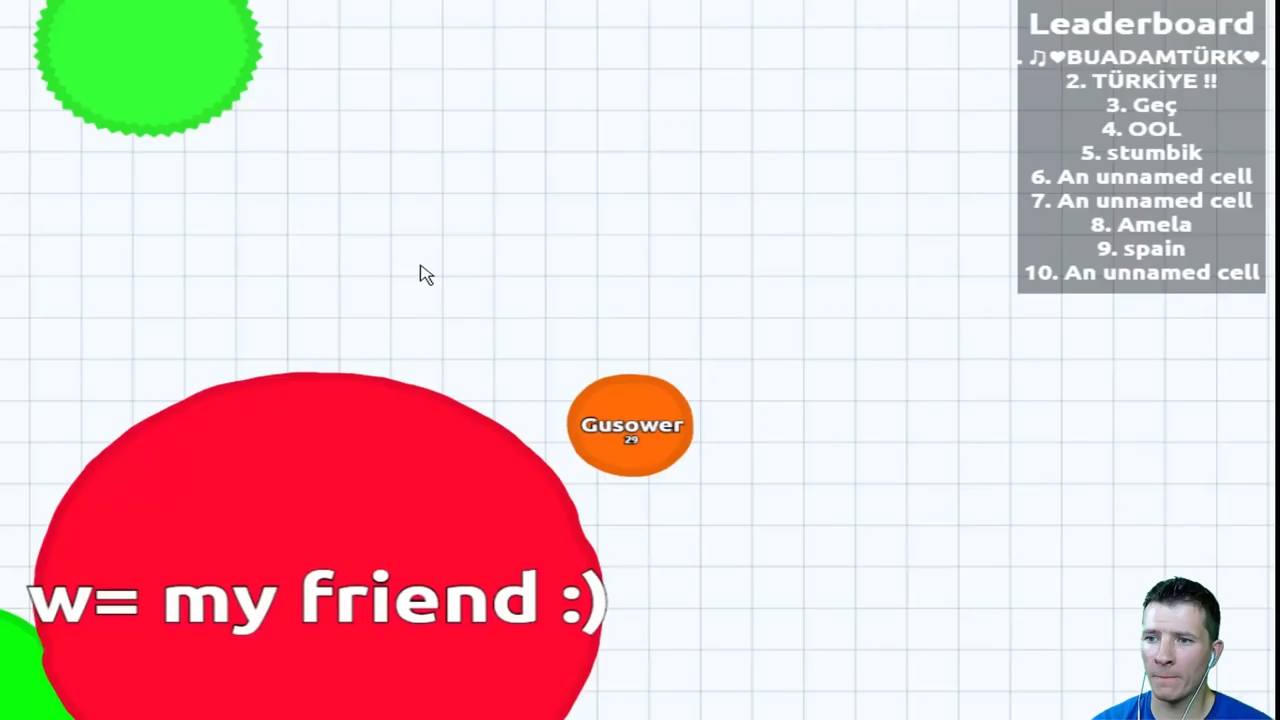 Leaderboard
. ♫❤BUADAMTÜRK❤.
2. TÜRKİYE !!
3. Geç
4. OOL
5. stumbik
6. An unnamed cell
7. An unnamed cell
8. Amela
9. spain
10. An unnamed cell
Gusower
29
w= my friend :)